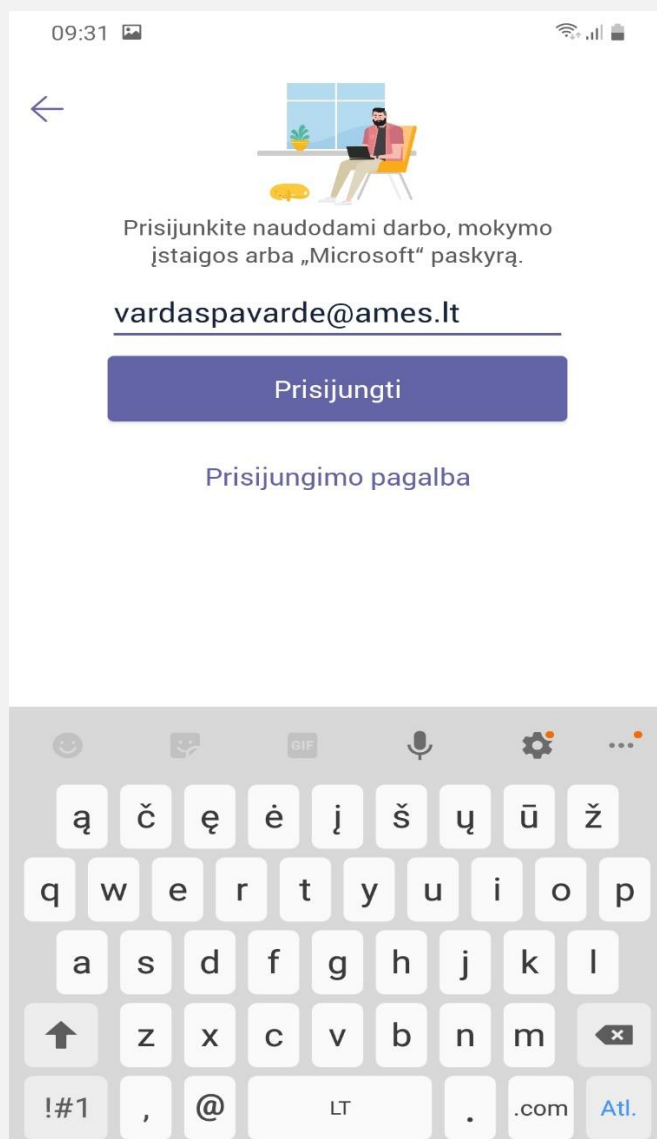 09:31
Prisijunkite naudodami darbo, mokymo
įstaigos arba „Microsoft“ paskyrą.
vardaspavarde@ames.lt
Prisijungti
Prisijungimo pagalba
GIF
ą č ę ė į š ų ū ž
q w e r t y u i o p
a s d f g h j k l
z x c v b n m
!#1 , @ LT . .com Atl.